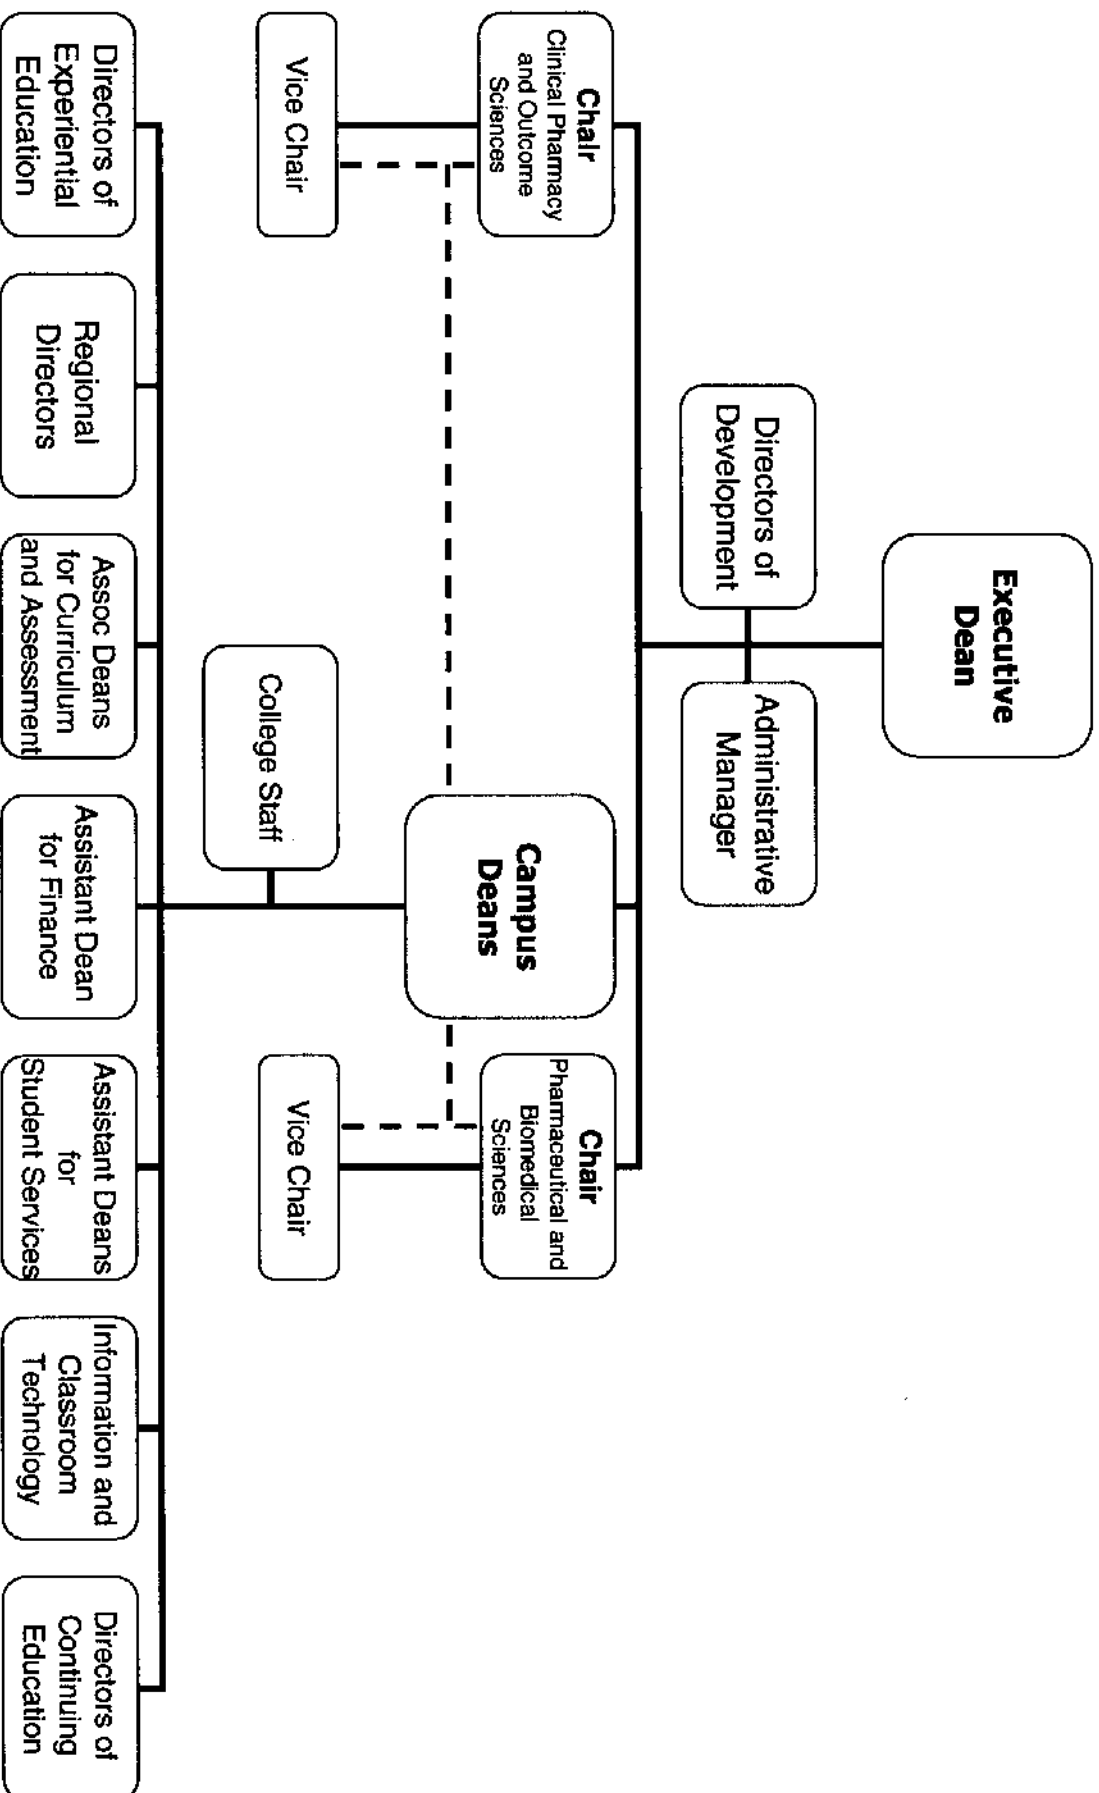 Executive
Dean
Directors of
Development
Administrative
Manager
Chair
Clinical Pharmacy
and Outcome
Sciences
Campus
Deans
Chair
Pharmaceutical and
Biomedical
Sciences
Vice Chair
Vice Chair
College Staff
Directors of
Experiential
Education
Regional
Directors
Assoc Deans
for Curriculum
and Assessment
Assistant Dean
for Finance
Assistant Deans
for
Student Services
Information and
Classroom
Technology
Directors of
Continuing
Education